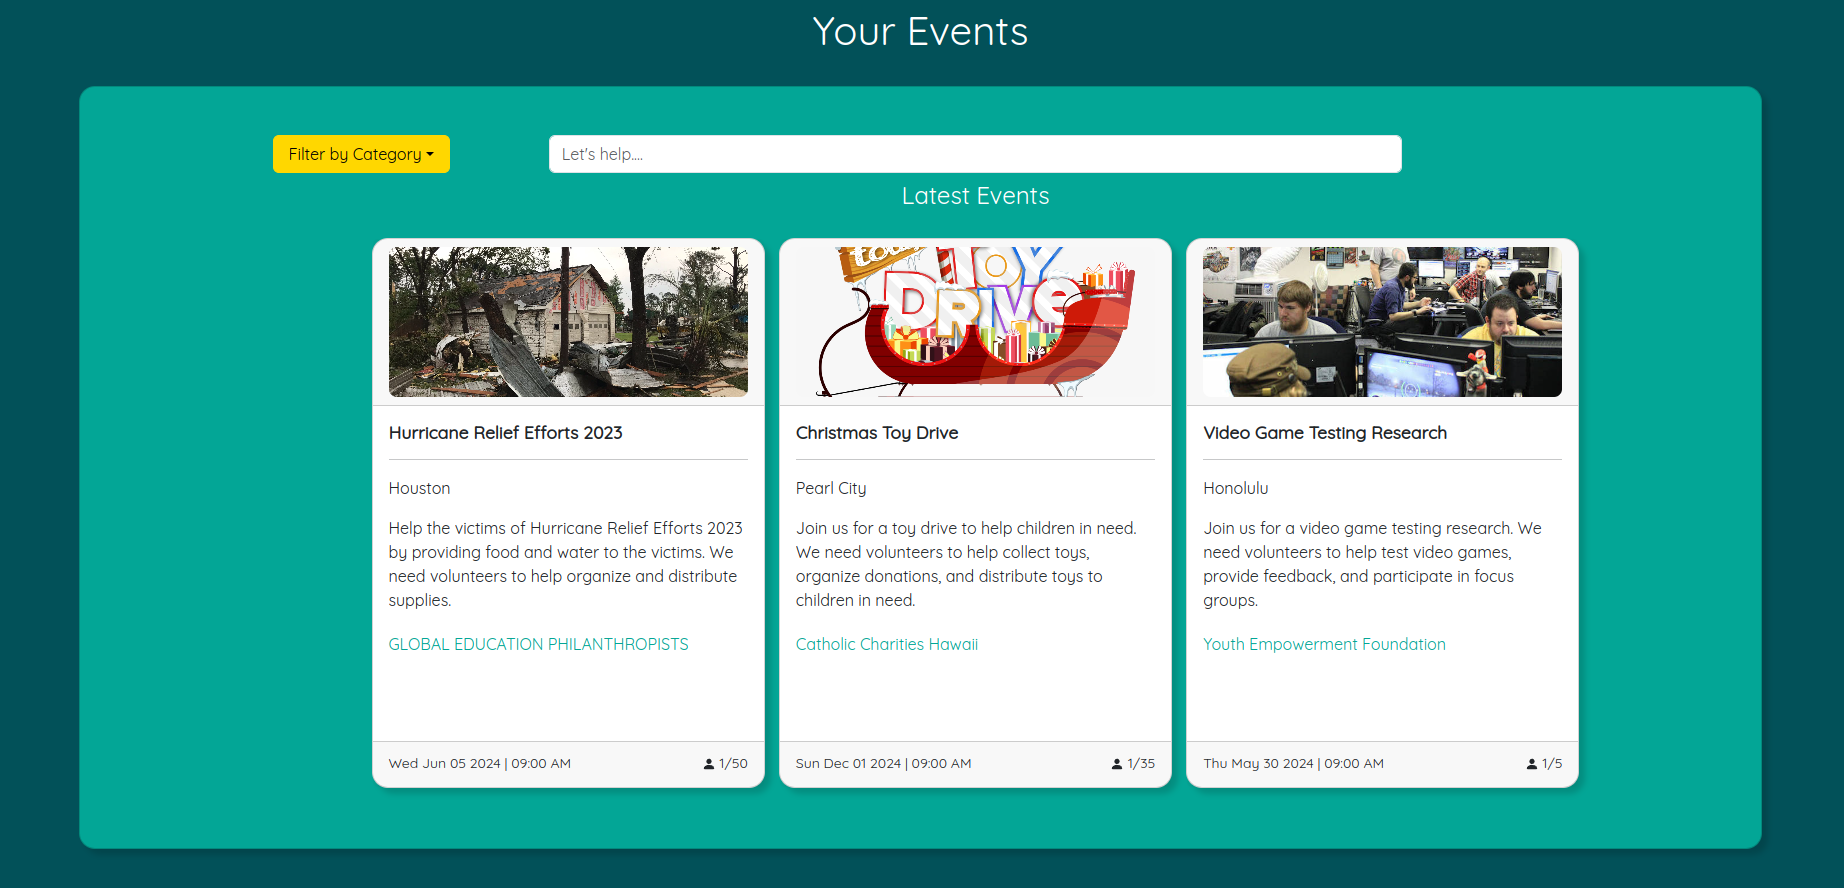 Your Events
Filter by Category
Let's help....
Latest Events
TOY
DRIVE
Hurricane Relief Efforts 2023
Houston
Help the victims of Hurricane Relief Efforts 2023
by providing food and water to the victims. We
need volunteers to help organize and distribute
supplies.
GLOBAL EDUCATION PHILANTHROPISTS
Wed Jun 05 2024 | 09:00 AM
1/50
Christmas Toy Drive
Pearl City
Join us for a toy drive to help children in need.
We need volunteers to help collect toys,
organize donations, and distribute toys to
children in need.
Catholic Charities Hawaii
Sun Dec 01 2024 | 09:00 AM
1/35
Video Game Testing Research
Honolulu
Join us for a video game testing research. We
need volunteers to help test video games,
provide feedback, and participate in focus
groups.
Youth Empowerment Foundation
Thu May 30 2024 | 09:00 AM
1/5